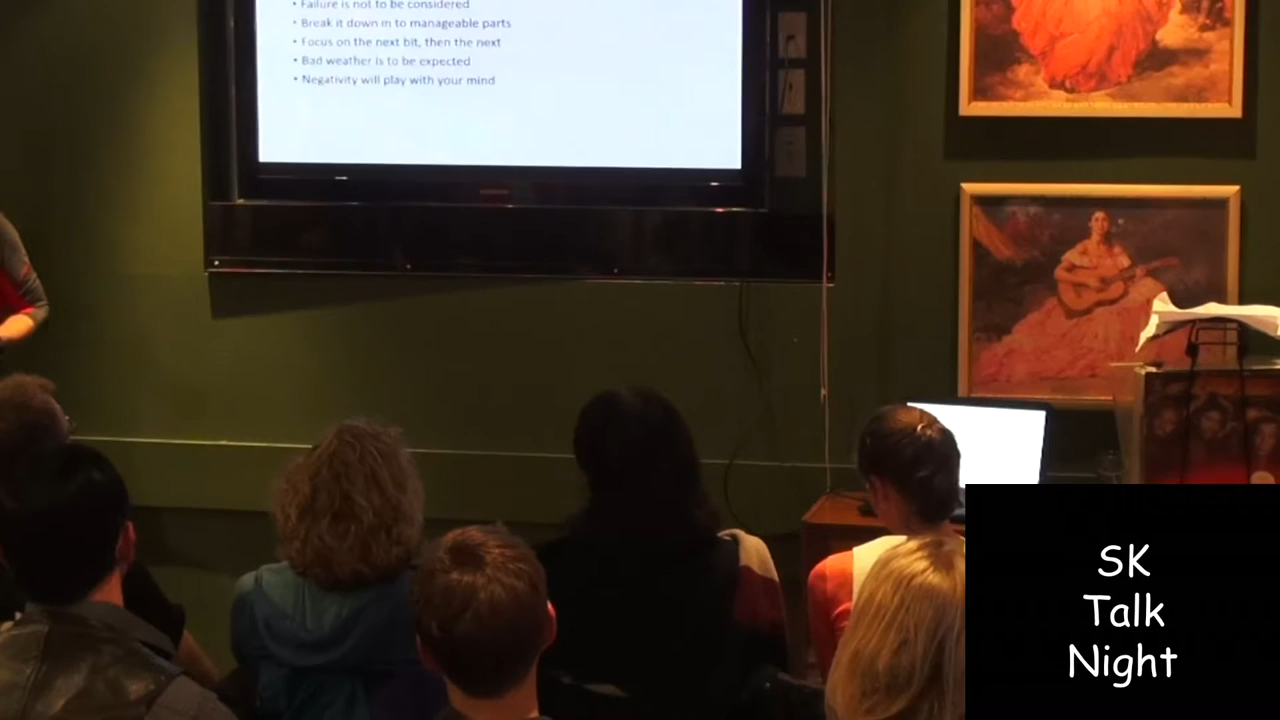 • Failure is not to be considered
• Break it down in to manageable parts
• Focus on the next bit, then the next
• Bad weather is to be expected
• Negativity will play with your mind
SK
Talk
Night